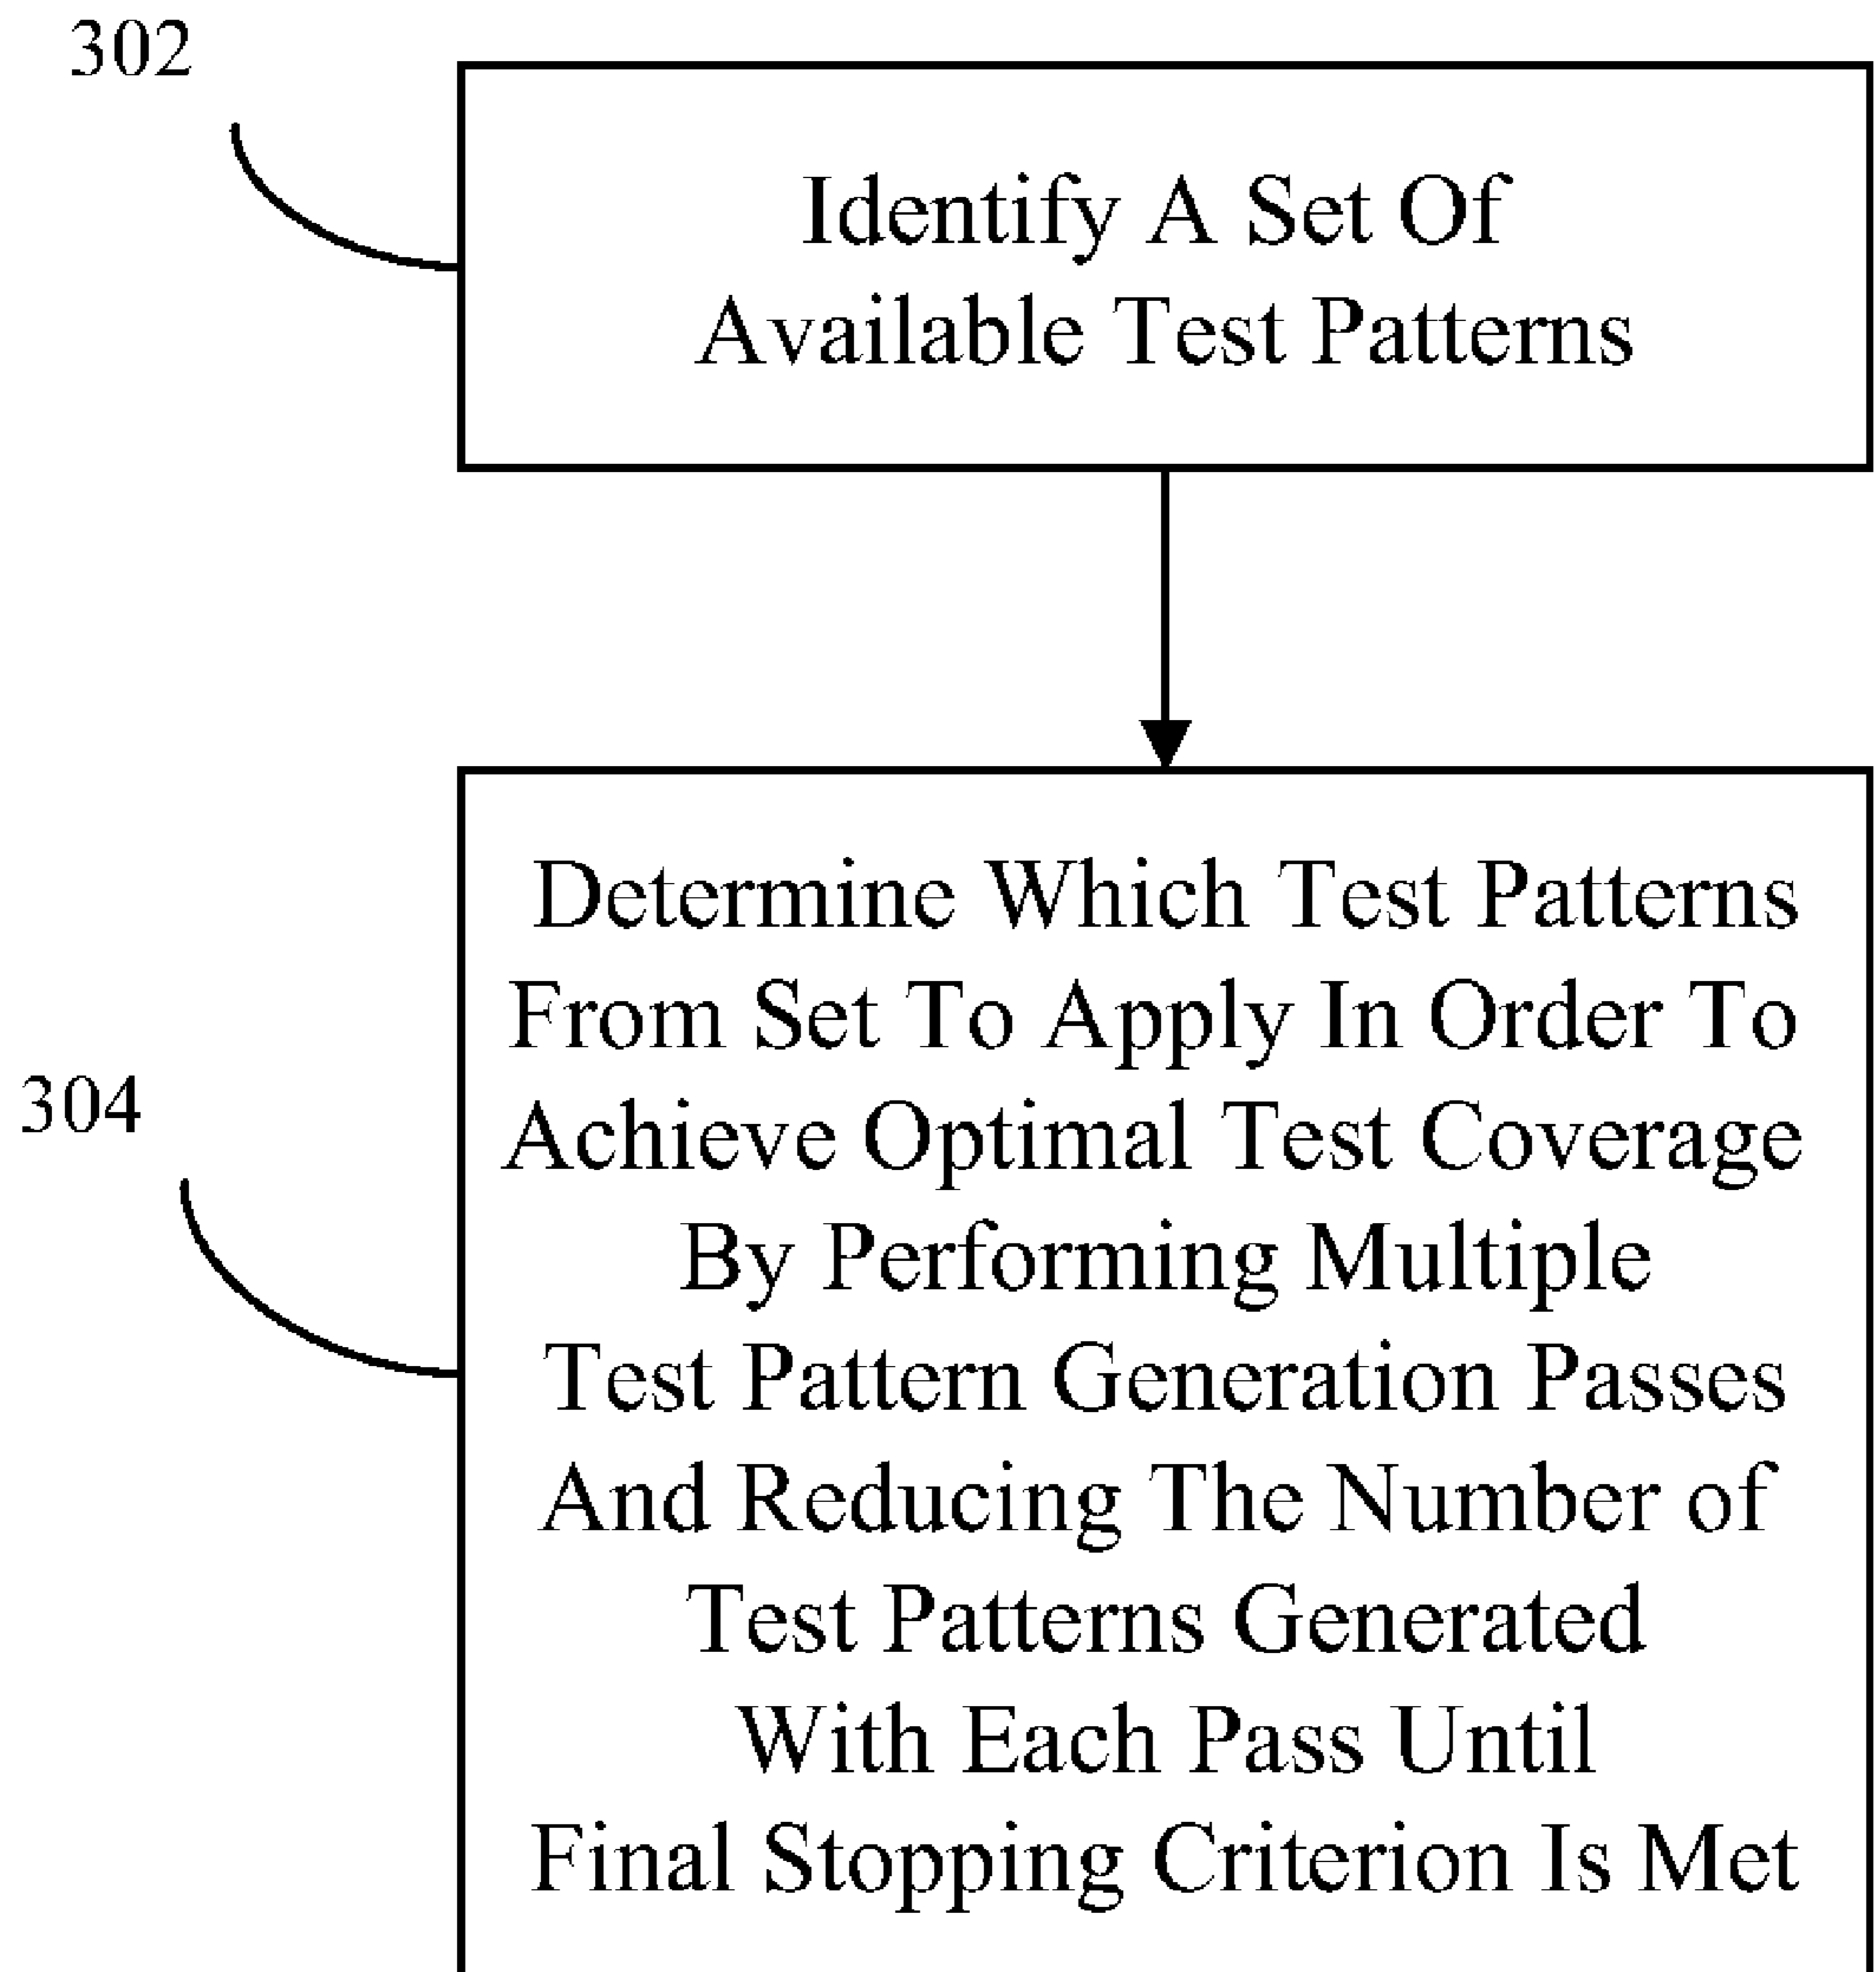 302
Identify A Set Of
Available Test Patterns
Determine Which Test Patterns
From Set To Apply In Order To
Achieve Optimal Test Coverage
304
By Performing Multiple
Test Pattern Generation Passes
And Reducing The Number of
Test Patterns Generated
With Each Pass Until
Final Stopping Criterion Is Met